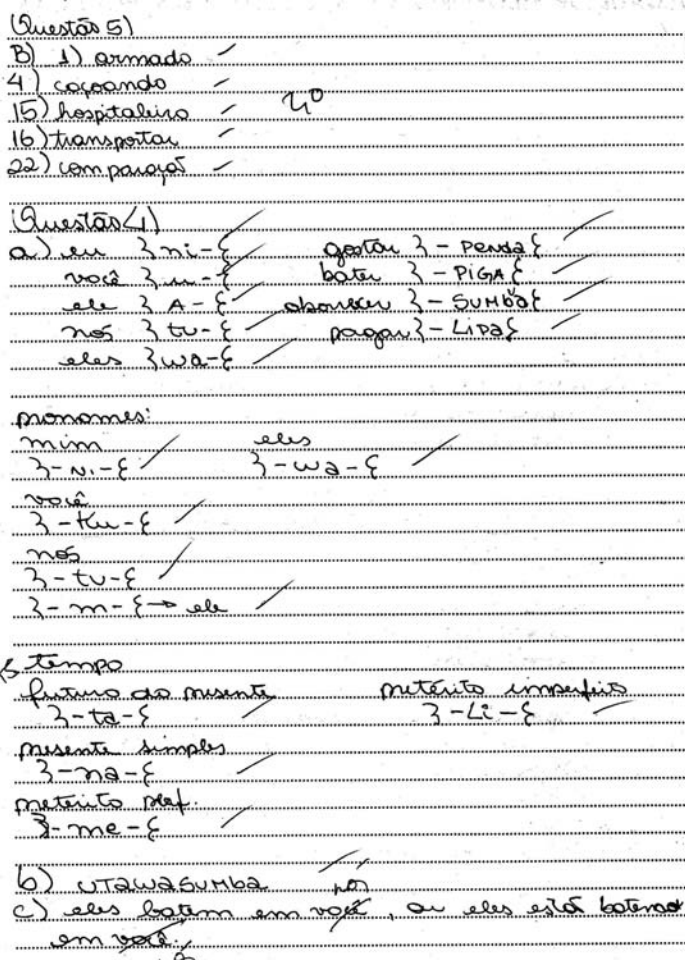 (Questão 5)
B) 1) armado
4) caçoando
15) hospitaleiro
16) transportar
22) comparação
Questão 4)
a) eu }ni-{ gostar }-penda{
você }u-{ bater }-PIGA{
ele }A-{ aborrecer }-SUMBa{
nós }tu-{ pagar }-Lipa{
eles }wa-{
pronomes:
mim eles
}-Ni-{ }-wa-{
você
}-Ku-{
nós
}-tu-{
}-m-{→ ele
tempo
futuro do presente pretérito imperfeito
}-ta-{ }-Li-{
presente simples
}-na-{
pretérito
}-me-{
b) UTawaSUMba
c) eles batem em você, ou eles está batendo
em você.